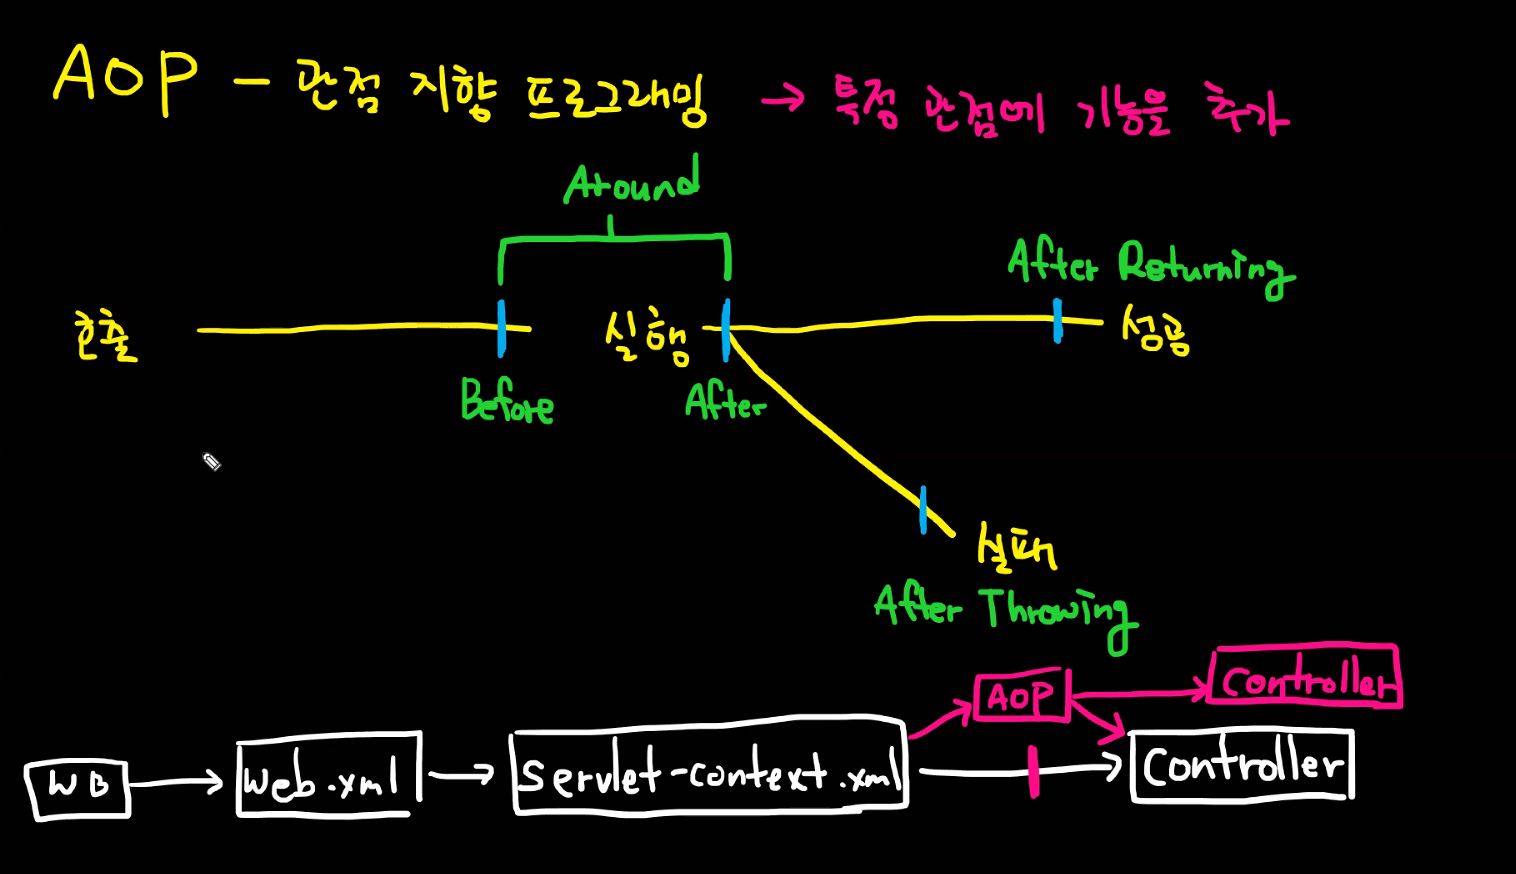 AOP - 관점 지향 프로그래밍 → 특정 관점에 기능을 추가
Around
After Returning
호출
실행
성공
Before
After
실패
After Throwing
AOP
Controller
WB
web.xml
servlet-context.xml
Controller